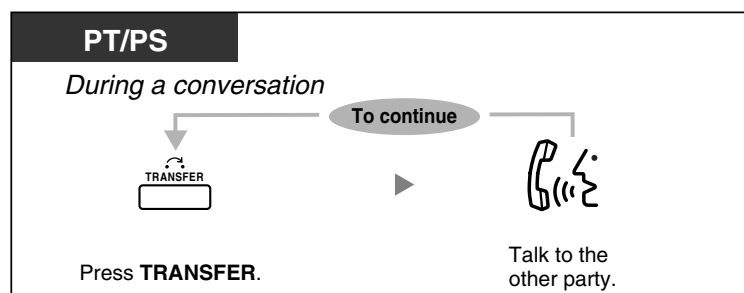 PT/PS
During a conversation
To continue
TRANSFER
Press TRANSFER.
Talk to the
other party.